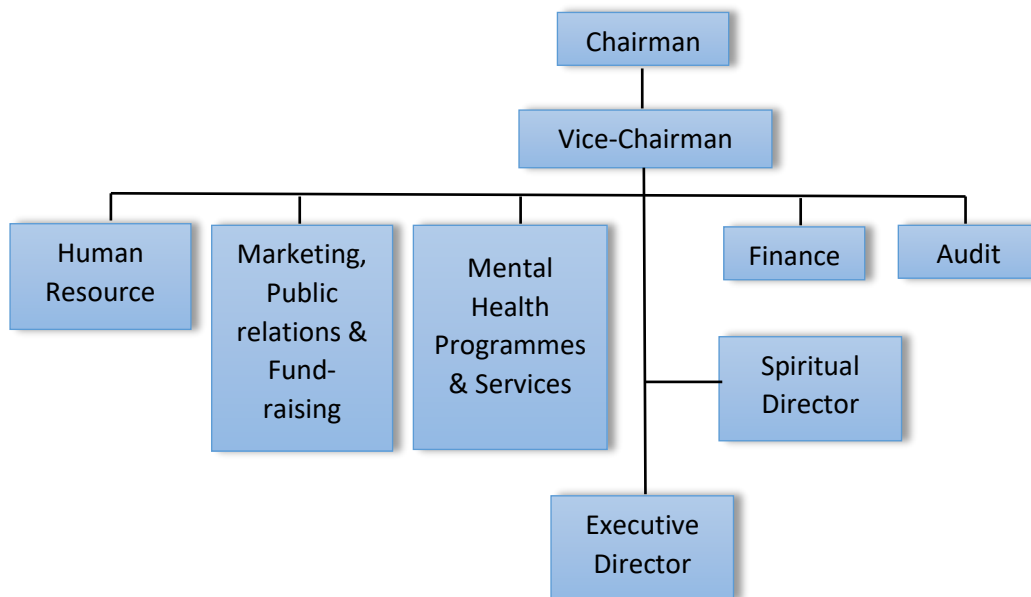 Chairman
Vice-Chairman
Human
Resource
Marketing,
Public
relations &
Fund-
raising
Mental
Health
Programmes
& Services
Finance
Audit
Spiritual
Director
Executive
Director